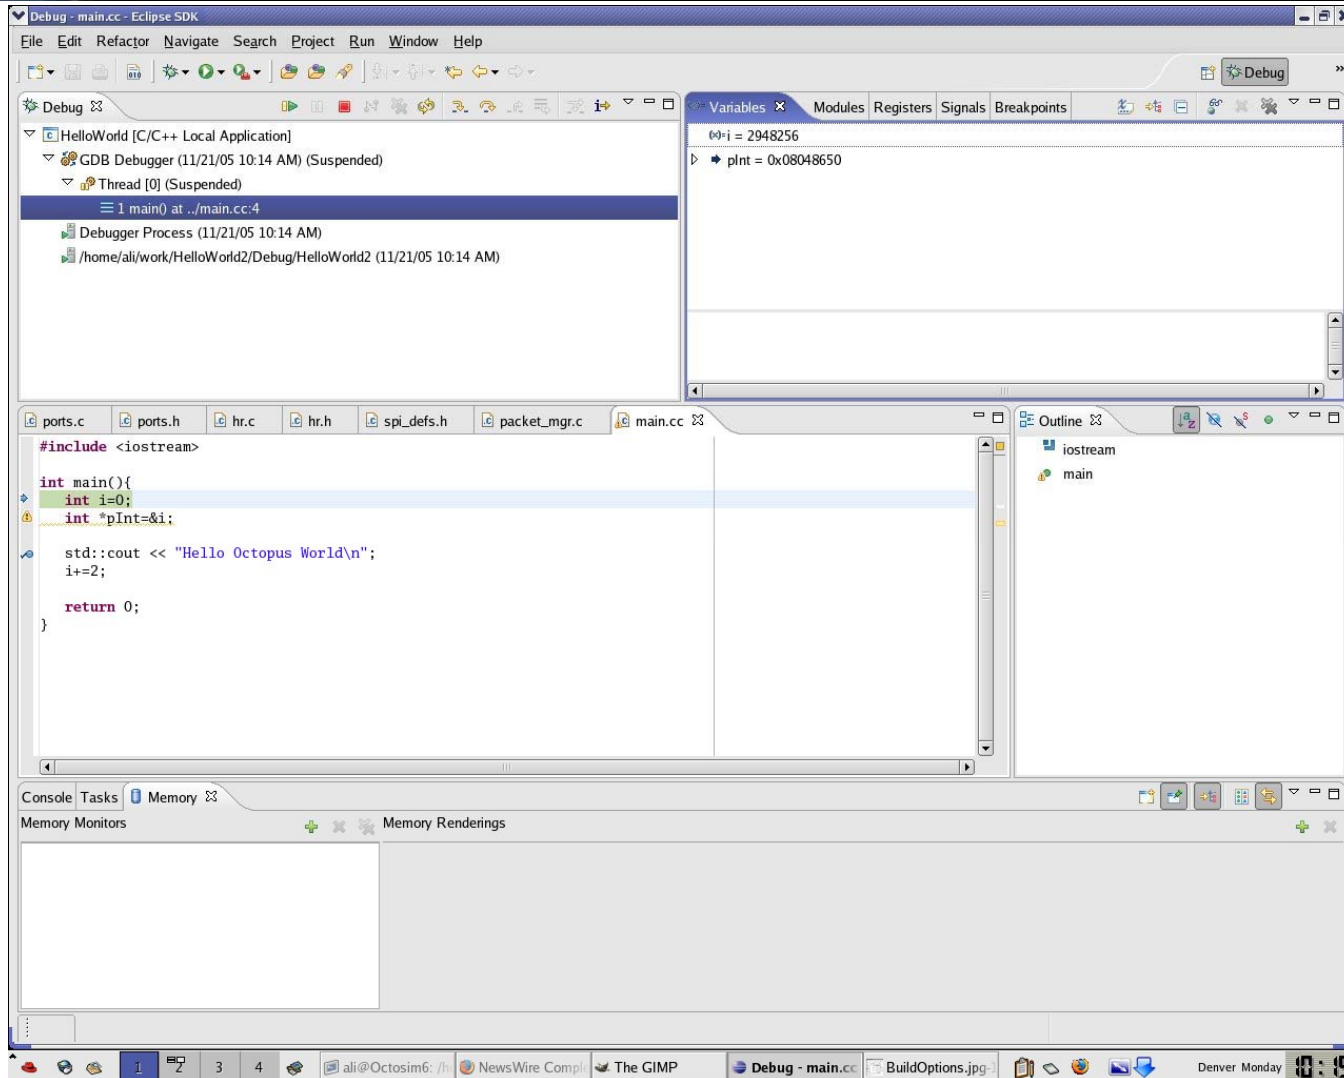 Debug - main.cc - Eclipse SDK
File Edit Refactor Navigate Search Project Run Window Help
Debug
Debug
HelloWorld [C/C++ Local Application]
GDB Debugger (11/21/05 10:14 AM) (Suspended)
Thread [0] (Suspended)
1 main() at ../main.cc:4
Debugger Process (11/21/05 10:14 AM)
/home/ali/work/HelloWorld2/Debug/HelloWorld2 (11/21/05 10:14 AM)
Variables Modules Registers Signals Breakpoints
i = 2948256
pInt = 0x08048650
ports.c ports.h hr.c hr.h spi_defs.h packet_mgr.c main.cc
#include <iostream>
int main(){
int i=0;
int *pInt=&i;
std::cout << "Hello Octopus World\n";
i+=2;
return 0;
}
Outline
iostream
main
Console Tasks Memory
Memory Monitors
Memory Renderings
1 2 3 4 ali@Octosim6: /h NewsWire Compl The GIMP Debug - main.cc BuildOptions.jpg-1 Denver Monday